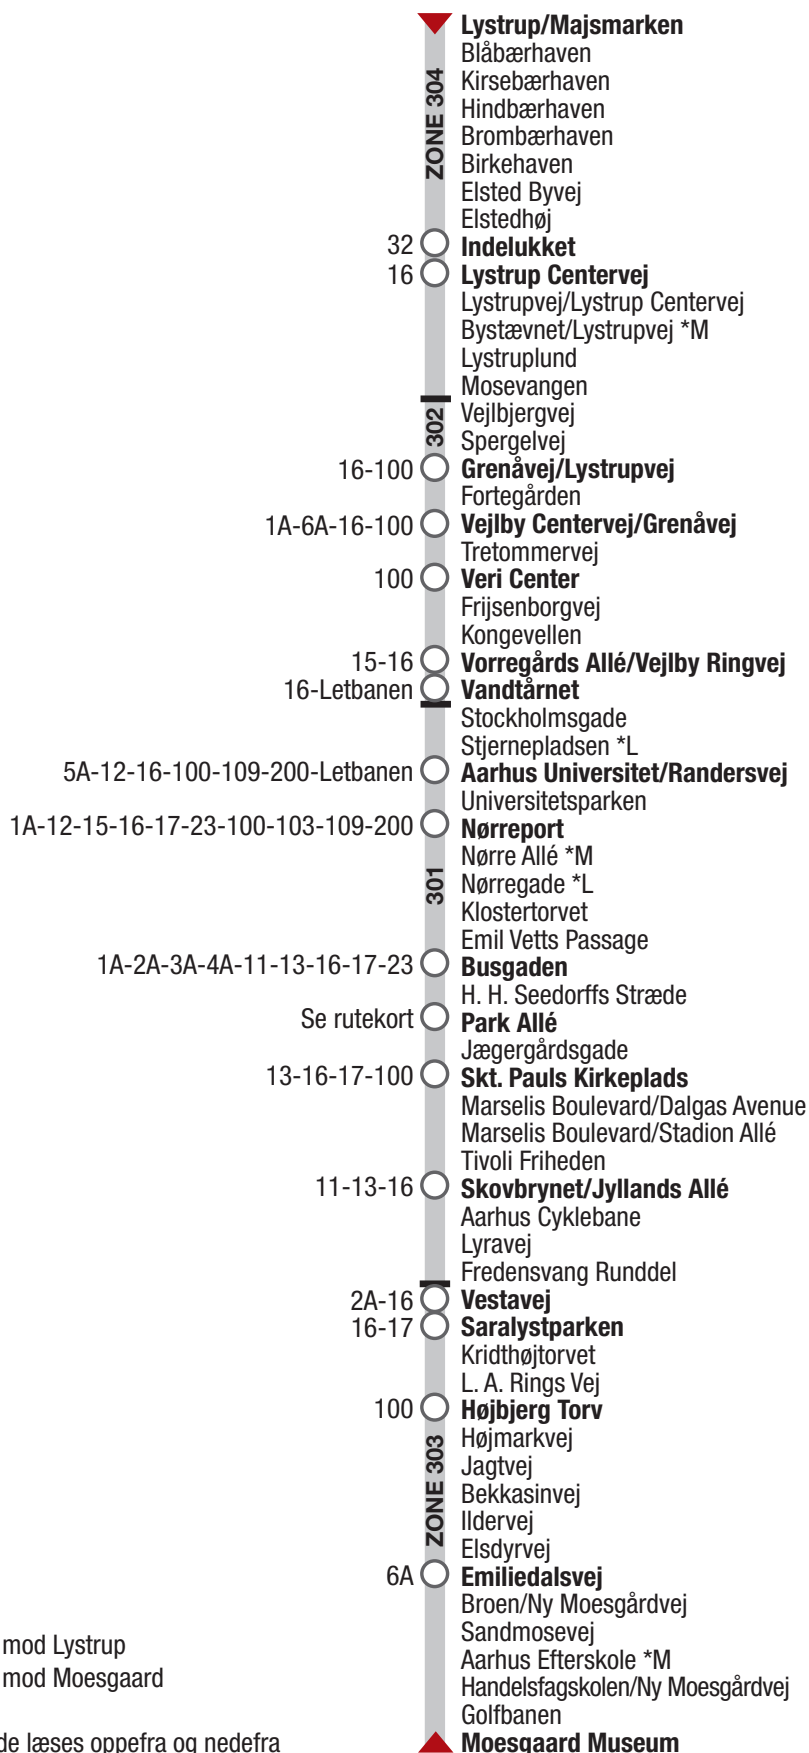 Lystrup/Majsmarken
Blåbærhaven
ZONE 304
Kirsebærhaven
Hindbærhaven
Brombærhaven
Birkehaven
Elsted Byvej
Elstedhøj
32 Indelukket
16 Lystrup Centervej
Lystrupvej/Lystrup Centervej
Bystævnet/Lystrupvej *M
Lystruplund
Mosevangen
302
Vejlbjergvej
Spergelvej
16-100 Grenåvej/Lystrupvej
Fortegården
1A-6A-16-100 Vejlby Centervej/Grenåvej
Tretommervej
100 Veri Center
Frijsenborgvej
Kongevellen
15-16 Vorregårds Allé/Vejlby Ringvej
16-Letbanen Vandtårnet
Stockholmsgade
Stjernepladsen *L
5A-12-16-100-109-200-Letbanen Aarhus Universitet/Randersvej
Universitetsparken
1A-12-15-16-17-23-100-103-109-200 Nørreport
Nørre Allé *M
301
Nørregade *L
Klostertorvet
Emil Vetts Passage
1A-2A-3A-4A-11-13-16-17-23 Busgaden
H. H. Seedorffs Stræde
Se rutekort Park Allé
Jægergårdsgade
13-16-17-100 Skt. Pauls Kirkeplads
Marselis Boulevard/Dalgas Avenue
Marselis Boulevard/Stadion Allé
Tivoli Friheden
11-13-16 Skovbrynet/Jyllands Allé
Aarhus Cyklebane
Lyravej
Fredensvang Runddel
2A-16 Vestavej
16-17 Saralystparken
Kridthøjtorvet
L. A. Rings Vej
100 Højbjerg Torv
Højmarkvej
ZONE 303
Jagtvej
Bekkasinvej
Ildervej
Elsdyrvej
6A Emiliedalsvej
Broen/Ny Moesgårdvej
Sandmosevej
mod Lystrup
Aarhus Efterskole *M
mod Moesgaard
Handelsfagskolen/Ny Moesgårdvej
Golfbanen
de læses oppefra og nedefra
Moesgaard Museum